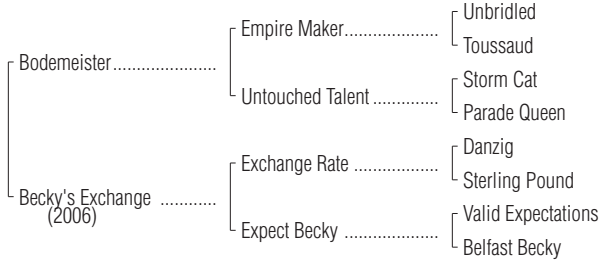 Unbridled
Empire Maker....................
Toussaud
Bodemeister......................
Storm Cat
Untouched Talent ..............
Parade Queen
Danzig
Exchange Rate ..................
Sterling Pound
Becky's Exchange ............
(2006)
Valid Expectations
Expect Becky ....................
Belfast Becky